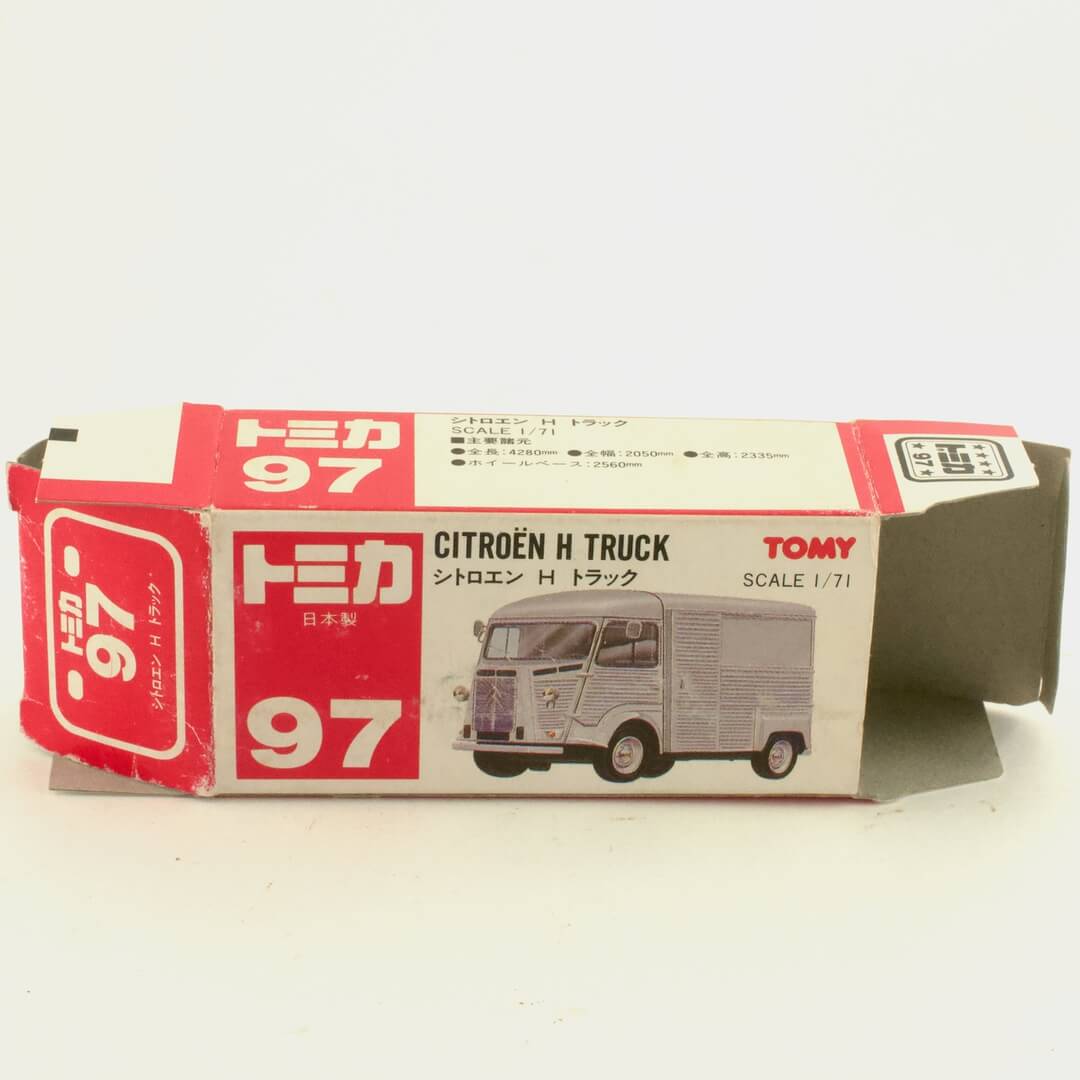 トミカ
97
シトロエン H トラック
SCALE 1/71
■主要諸元
●全長:4280mm ●全幅:2050mm ●全高:2335mm
●ホイールベース:2560mm
トミカ
97
トミカ
97
シトロエン H トラック
トミカ
日本製
97
CITROËN H TRUCK
シトロエン H トラック
TOMY
SCALE 1/71